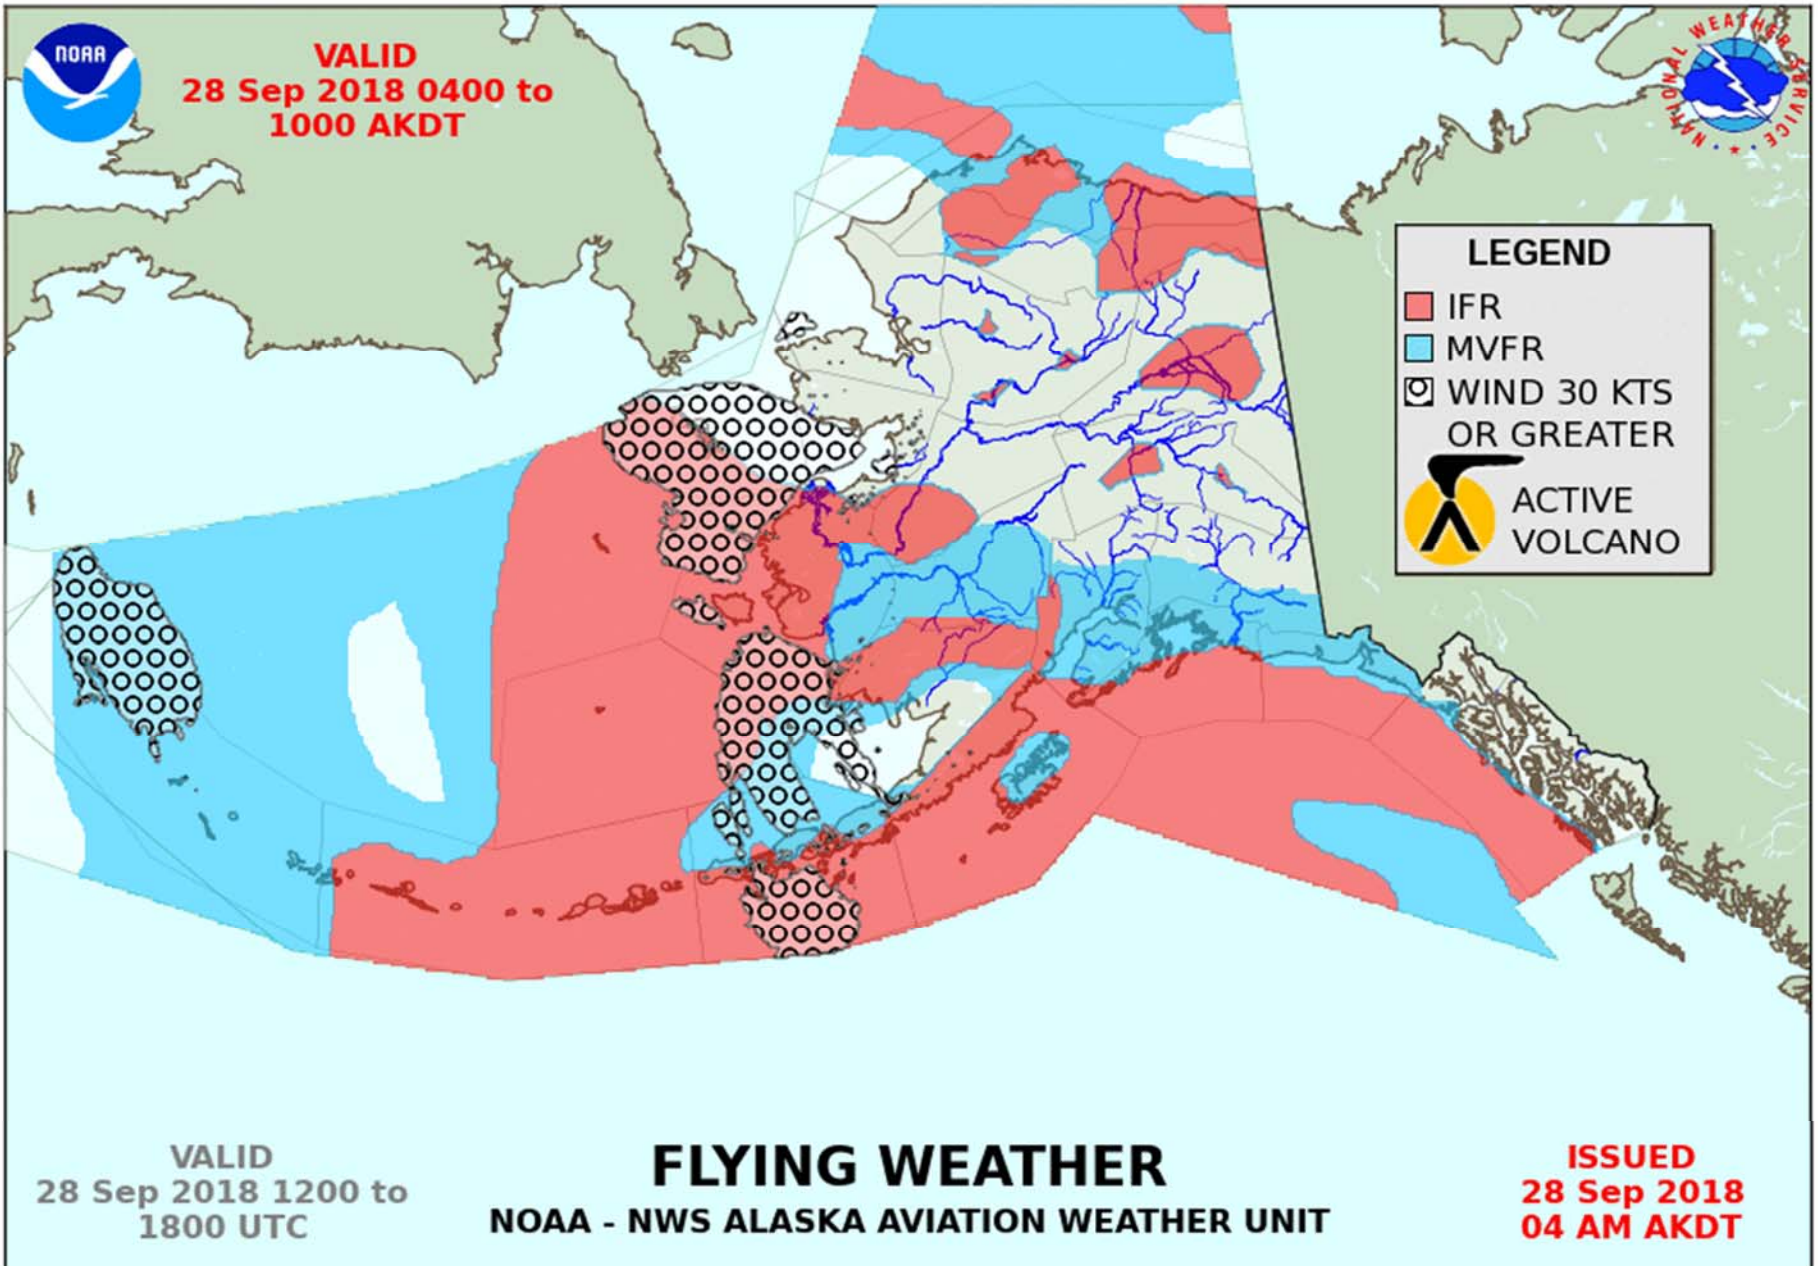 NOAA
VALID
28 Sep 2018 0400 to
1000 AKDT
NATIONAL WEATHER SERVICE
LEGEND
IFR
MVFR
WIND 30 KTS
OR GREATER
ACTIVE
VOLCANO
VALID
28 Sep 2018 1200 to
1800 UTC
FLYING WEATHER
NOAA - NWS ALASKA AVIATION WEATHER UNIT
ISSUED
28 Sep 2018
04 AM AKDT